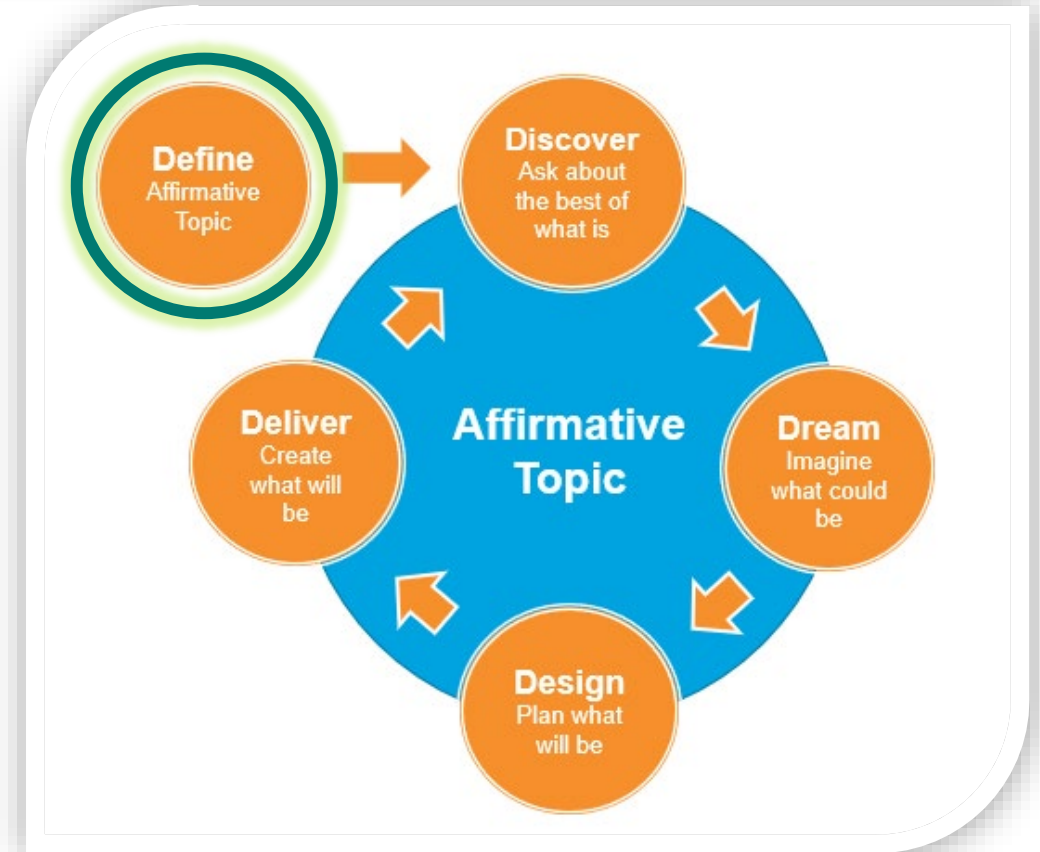 Define
Affirmative
Topic
Discover
Ask about
the best of
what is
Affirmative
Topic
Dream
Imagine
what could
be
Design
Plan what
will be
Deliver
Create
what will
be